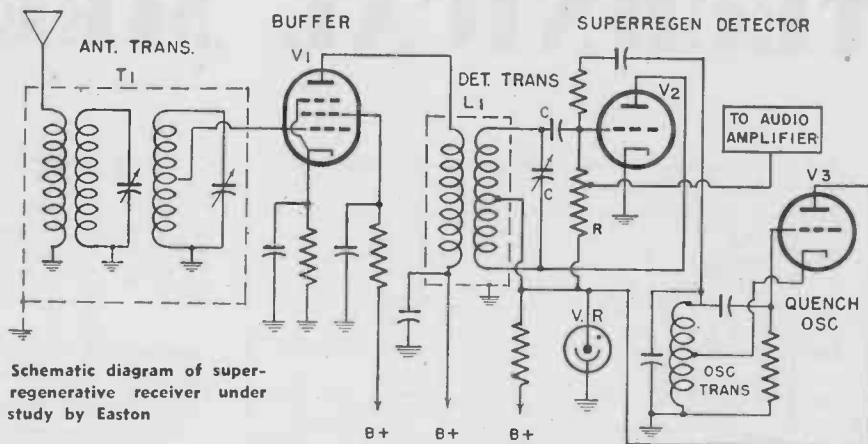 BUFFER
SUPERREGEN DETECTOR
ANT. TRANS.
T1
V1
DET. TRANS
L1
C
V2
TO AUDIO
AMPLIFIER
C
R
V3
V. R
QUENCH
OSC
OSC
TRANS
Schematic diagram of super-
regenerative receiver under
study by Easton
B+
B+
B+